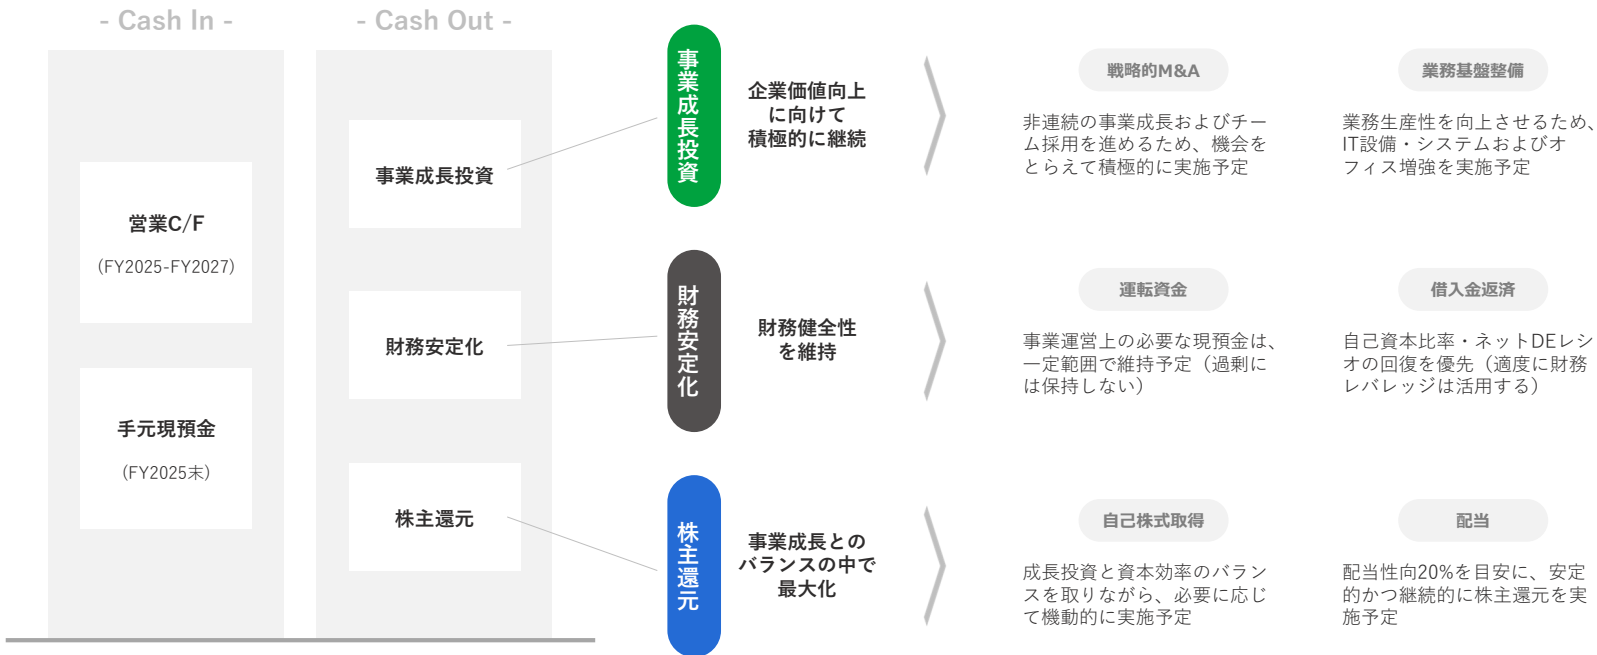 - Cash In -
- Cash Out -
営業C/F
(FY2025-FY2027)
手元現預金
(FY2025末)
事業成長投資
財務安定化
株主還元
事業成長投資
企業価値向上
に向けて
積極的に継続
戦略的M&A
非連続の事業成長およびチー
ム採用を進めるため、機会を
とらえて積極的に実施予定
業務基盤整備
業務生産性を向上させるため、
IT設備・システムおよびオ
フィス増強を実施予定
財務安定化
財務健全性
を維持
運転資金
事業運営上の必要な現預金は、
一定範囲で維持予定（過剰に
は保持しない）
借入金返済
自己資本比率・ネットDEレシ
オの回復を優先（適度に財務
レバレッジは活用する）
株主還元
事業成長との
バランスの中で
最大化
自己株式取得
成長投資と資本効率のバラン
スを取りながら、必要に応じ
て機動的に実施予定
配当
配当性向20%を目安に、安定
的かつ継続的に株主還元を実
施予定